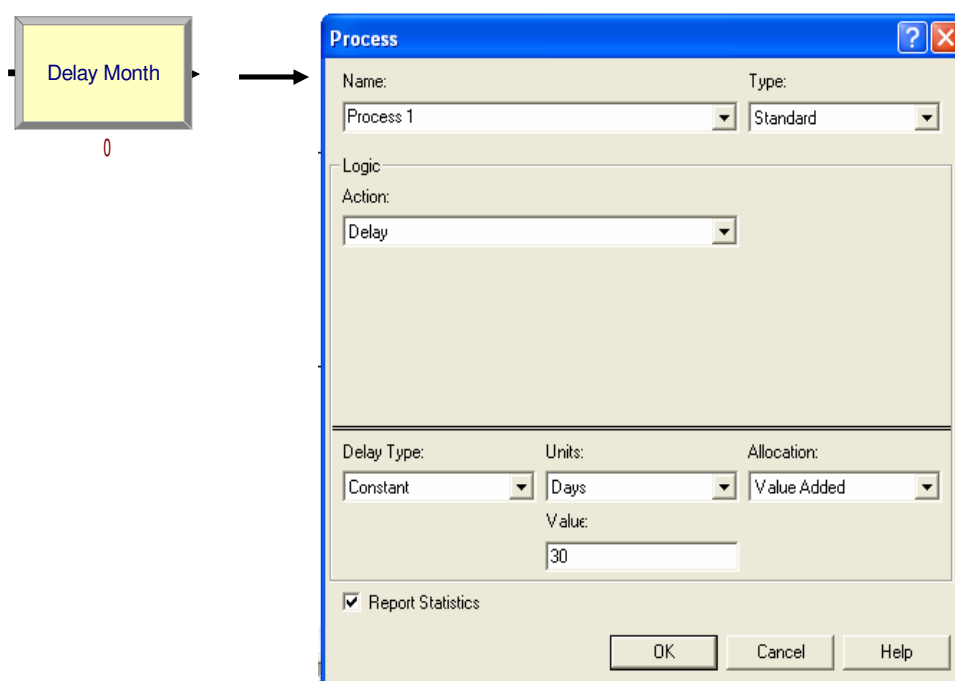 Delay Month
0
Process
?
Name:
Type:
Process 1
Standard
Logic
Action:
Delay
Delay Type:
Units:
Allocation:
Constant
Days
Value Added
Value:
30
Report Statistics
OK
Cancel
Help